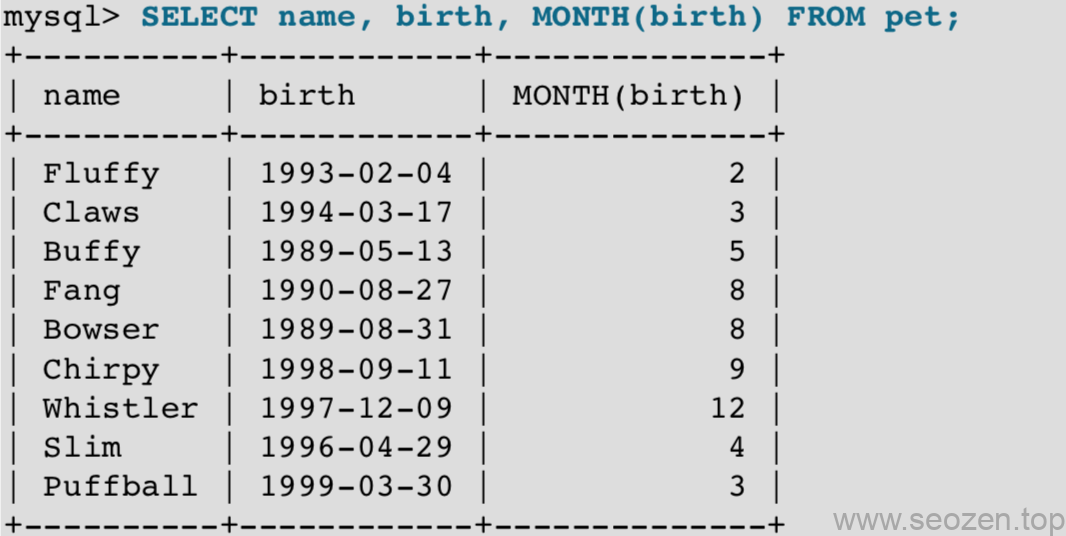 mysql> SELECT name, birth, MONTH(birth) FROM pet;
+----------+------------+--------------+
| name     | birth      | MONTH(birth) |
+----------+------------+--------------+
| Fluffy   | 1993-02-04 |            2 |
| Claws    | 1994-03-17 |            3 |
| Buffy    | 1989-05-13 |            5 |
| Fang     | 1990-08-27 |            8 |
| Bowser   | 1989-08-31 |            8 |
| Chirpy   | 1998-09-11 |            9 |
| Whistler | 1997-12-09 |           12 |
| Slim     | 1996-04-29 |            4 |
| Puffball | 1999-03-30 |            3 |
+----------+------------+--------------+
www.seozen.top